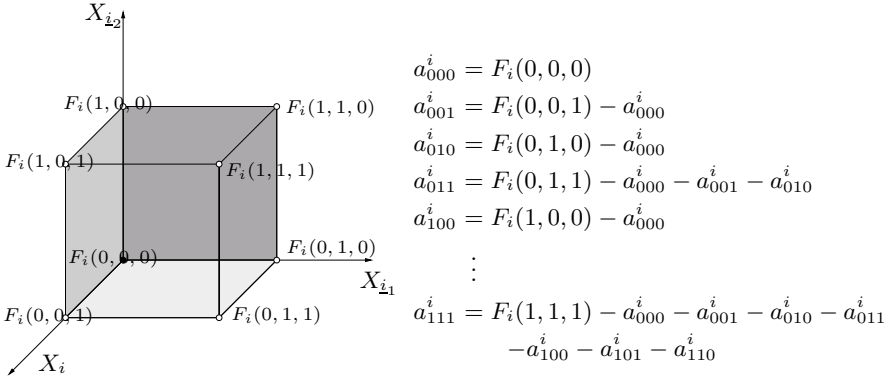 X_{i_2}
F_i(1, 0, 0)
F_i(1, 1, 0)
F_i(1, 0, 1)
F_i(1, 1, 1)
F_i(0, 0, 0)
F_i(0, 1, 0)
X_{i_1}
F_i(0, 0, 1)
F_i(0, 1, 1)
X_i
a^i_{000} = F_i(0, 0, 0)
a^i_{001} = F_i(0, 0, 1) − a^i_{000}
a^i_{010} = F_i(0, 1, 0) − a^i_{000}
a^i_{011} = F_i(0, 1, 1) − a^i_{000} − a^i_{001} − a^i_{010}
a^i_{100} = F_i(1, 0, 0) − a^i_{000}
⋮
a^i_{111} = F_i(1, 1, 1) − a^i_{000} − a^i_{001} − a^i_{010} − a^i_{011}
−a^i_{100} − a^i_{101} − a^i_{110}